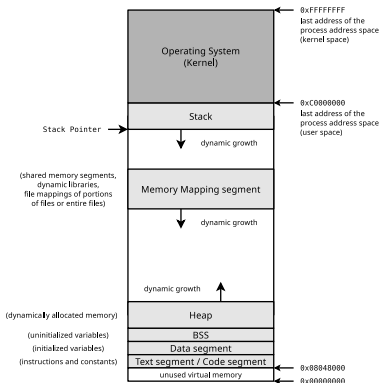 0xFFFFFFFF
last address of the
process address space
(kernel space)
Operating System
(Kernel)
0xC0000000
last address of the
process address space
(user space)
Stack
Stack Pointer
dynamic growth
(shared memory segments,
dynamic libraries,
file mappings of portions
of files or entire files)
Memory Mapping segment
dynamic growth
dynamic growth
(dynamically allocated memory)
Heap
(uninitialized variables)
BSS
(initialized variables)
Data segment
(instructions and constants)
Text segment / Code segment
0x08048000
unused virtual memory
0x00000000